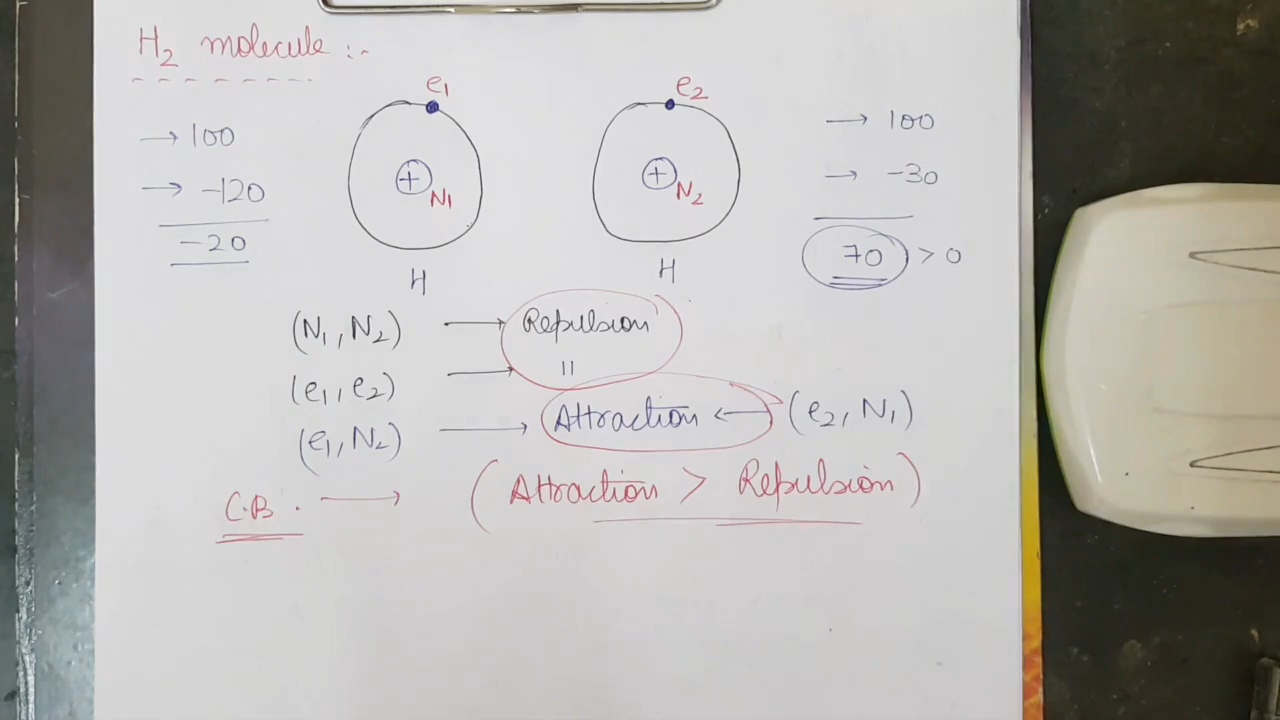 H2 molecule :-
e1
e2
→ 100
→ 100
→ -120
+
N1
+
N2
→ -30
-20
70 > 0
H
H
(N1, N2) → Repulsion
(e1, e2) → "
(e1, N2) → Attraction ← (e2, N1)
C.B. → (Attraction > Repulsion)